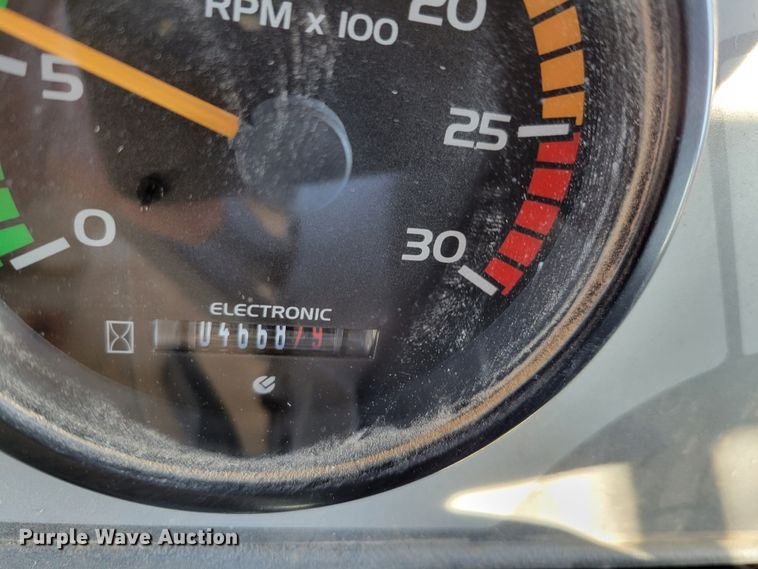 RPM x 100
20
5
25
0
30
ELECTRONIC
Purple Wave Auction